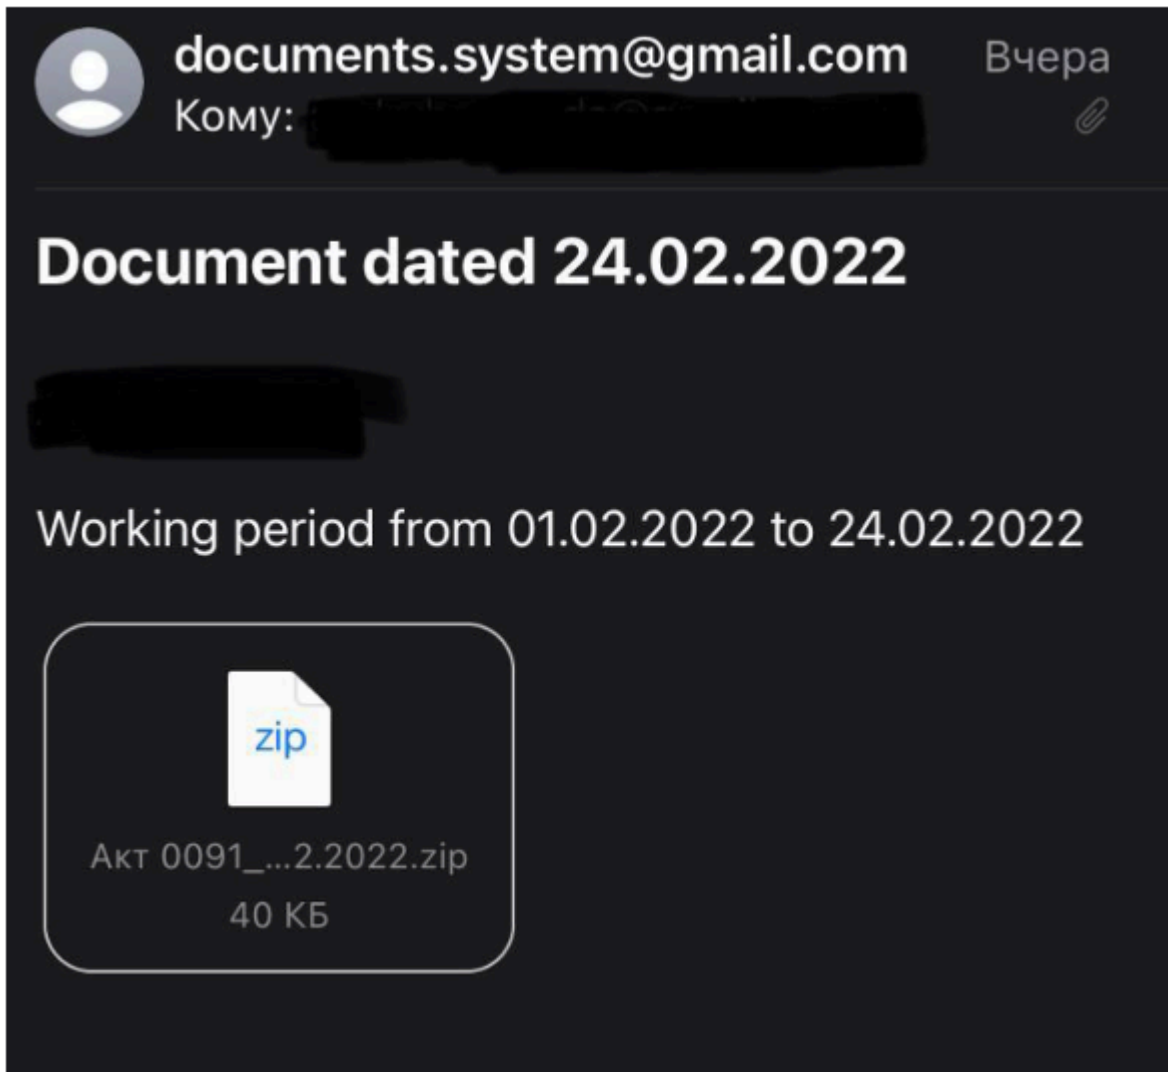 documents.system@gmail.com Вчера
Кому:
Document dated 24.02.2022
Working period from 01.02.2022 to 24.02.2022
zip
Акт 0091_...2.2022.zip
40 КБ